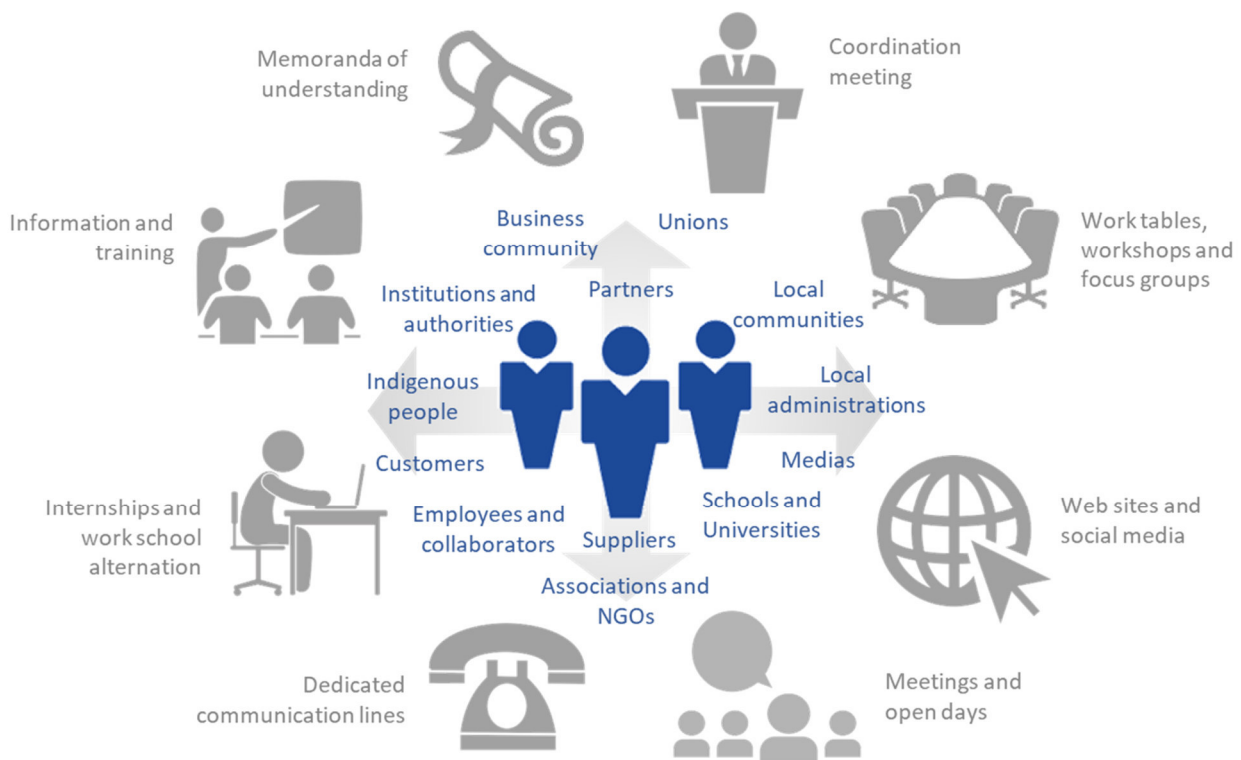 Memoranda of
understanding
Coordination
meeting
Information and
training
Work tables,
workshops and
focus groups
Business
community
Unions
Institutions and
authorities
Partners
Local
communities
Indigenous
people
Local
administrations
Customers
Medias
Employees and
collaborators
Suppliers
Schools and
Universities
Associations and
NGOs
Internships and
work school
alternation
Web sites and
social media
Dedicated
communication lines
Meetings and
open days